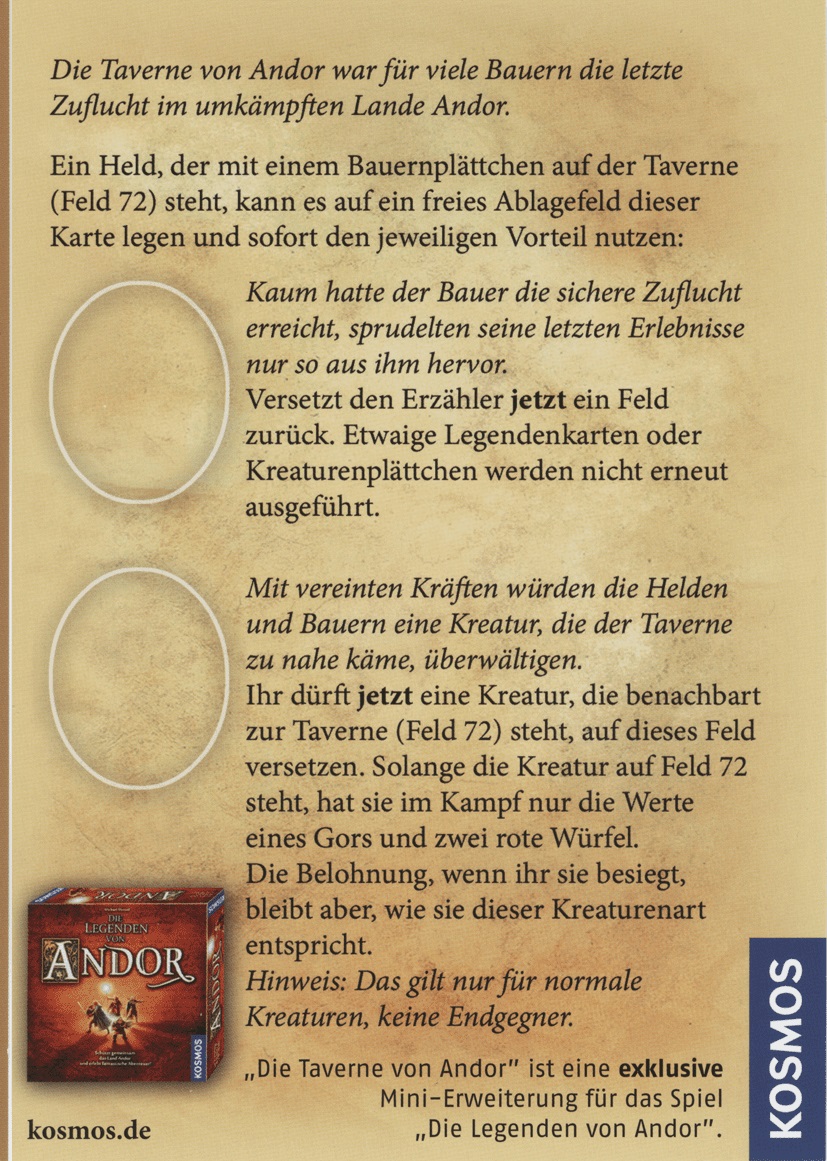 Die Taverne von Andor war für viele Bauern die letzte
Zuflucht im umkämpften Lande Andor.
Ein Held, der mit einem Bauernplättchen auf der Taverne
(Feld 72) steht, kann es auf ein freies Ablagefeld dieser
Karte legen und sofort den jeweiligen Vorteil nutzen:
Kaum hatte der Bauer die sichere Zuflucht
erreicht, sprudelten seine letzten Erlebnisse
nur so aus ihm hervor.
Versetzt den Erzähler jetzt ein Feld
zurück. Etwaige Legendenkarten oder
Kreaturenplättchen werden nicht erneut
ausgeführt.
Mit vereinten Kräften würden die Helden
und Bauern eine Kreatur, die der Taverne
zu nahe käme, überwältigen.
Ihr dürft jetzt eine Kreatur, die benachbart
zur Taverne (Feld 72) steht, auf dieses Feld
versetzen. Solange die Kreatur auf Feld 72
steht, hat sie im Kampf nur die Werte
eines Gors und zwei rote Würfel.
Die Belohnung, wenn ihr sie besiegt,
bleibt aber, wie sie dieser Kreaturenart
entspricht.
Hinweis: Das gilt nur für normale
Kreaturen, keine Endgegner.
„Die Taverne von Andor" ist eine exklusive
Mini-Erweiterung für das Spiel
„Die Legenden von Andor".
ANDOR
KOSMOS
DIE
LEGENDEN
VON
ANDOR
ANDOR
KOSMOS
kosmos.de
KOSMOS